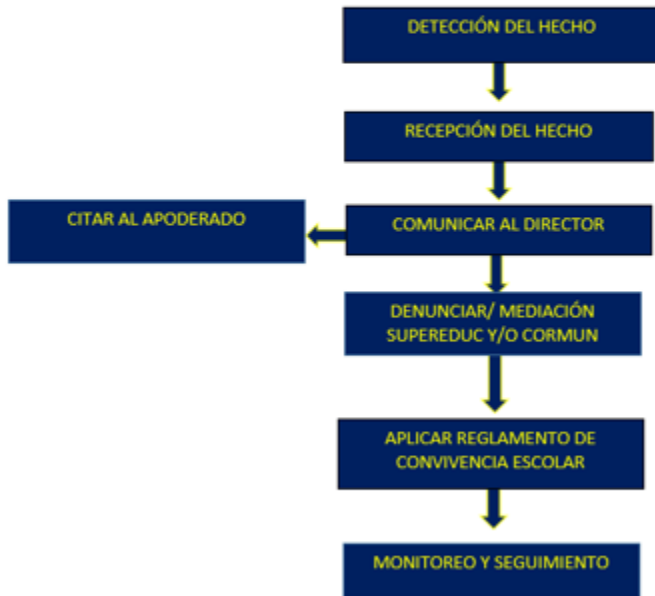 DETECCIÓN DEL HECHO
RECEPCIÓN DEL HECHO
CITAR AL APODERADO
COMUNICAR AL DIRECTOR
DENUNCIAR/ MEDIACIÓN
SUPEREDUC Y/O CORMUN
APLICAR REGLAMENTO DE
CONVIVENCIA ESCOLAR
MONITOREO Y SEGUIMIENTO